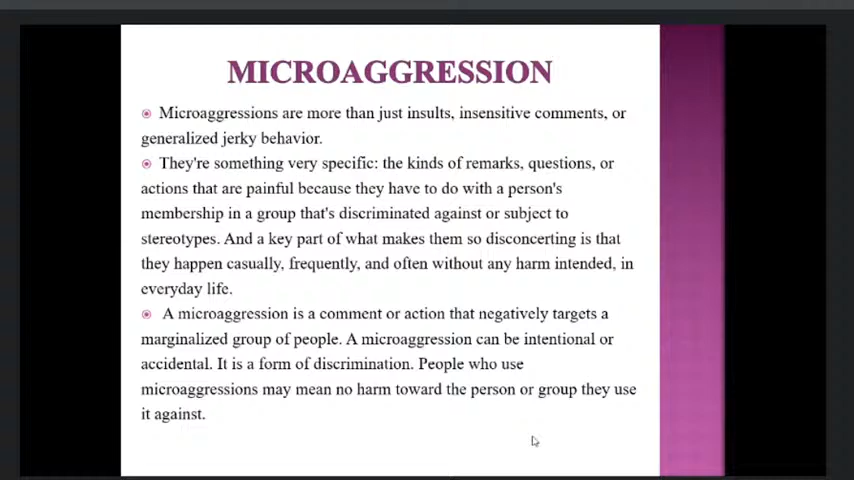 MICROAGGRESSION
Microaggressions are more than just insults, insensitive comments, or
generalized jerky behavior.
They're something very specific: the kinds of remarks, questions, or
actions that are painful because they have to do with a person's
membership in a group that's discriminated against or subject to
stereotypes. And a key part of what makes them so disconcerting is that
they happen casually, frequently, and often without any harm intended, in
everyday life.
A microaggression is a comment or action that negatively targets a
marginalized group of people. A microaggression can be intentional or
accidental. It is a form of discrimination. People who use
microaggressions may mean no harm toward the person or group they use
it against.